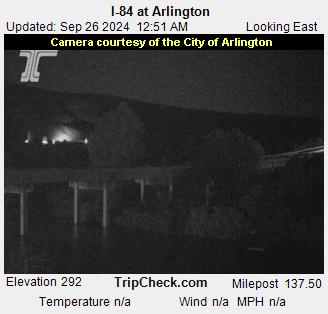 I-84 at Arlington
Updated: Sep 26 2024 12:51 AM Looking East
Camera courtesy of the City of Arlington
Elevation 292 TripCheck.com Milepost 137.50
Temperature n/a Wind n/a MPH n/a